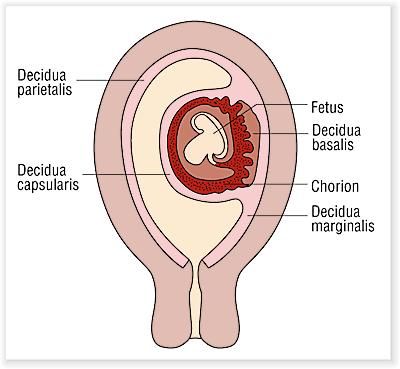 Decidua
parietalis
Decidua
capsularis
Fetus
Decidua
basalis
Chorion
Decidua
marginalis